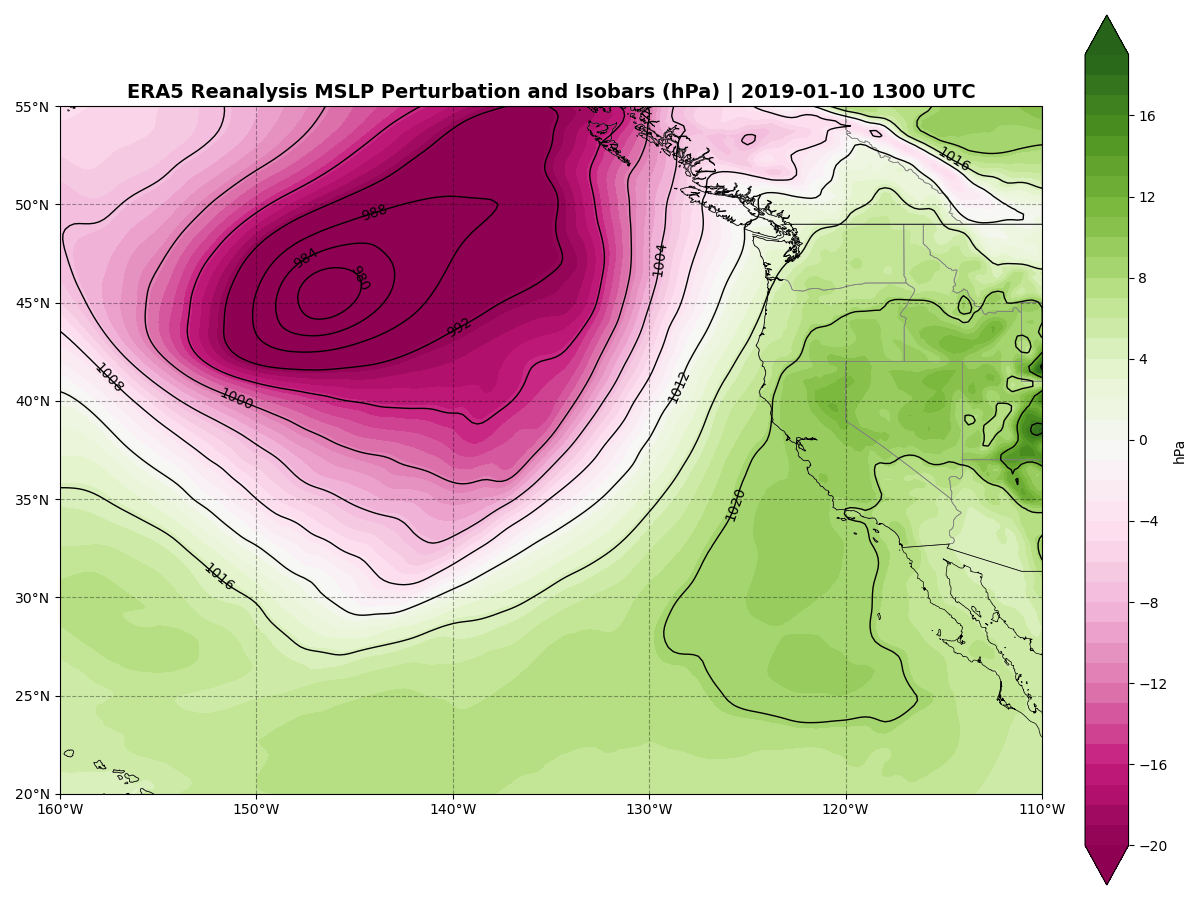 ERA5 Reanalysis MSLP Perturbation and Isobars (hPa) | 2019-01-10 1300 UTC
55°N
50°N
45°N
40°N
35°N
30°N
25°N
20°N
160°W
150°W
140°W
130°W
120°W
110°W
988
984
980
992
1000
1008
1016
1004
1012
1020
1016
16
12
8
4
0
−4
−8
−12
−16
−20
hPa